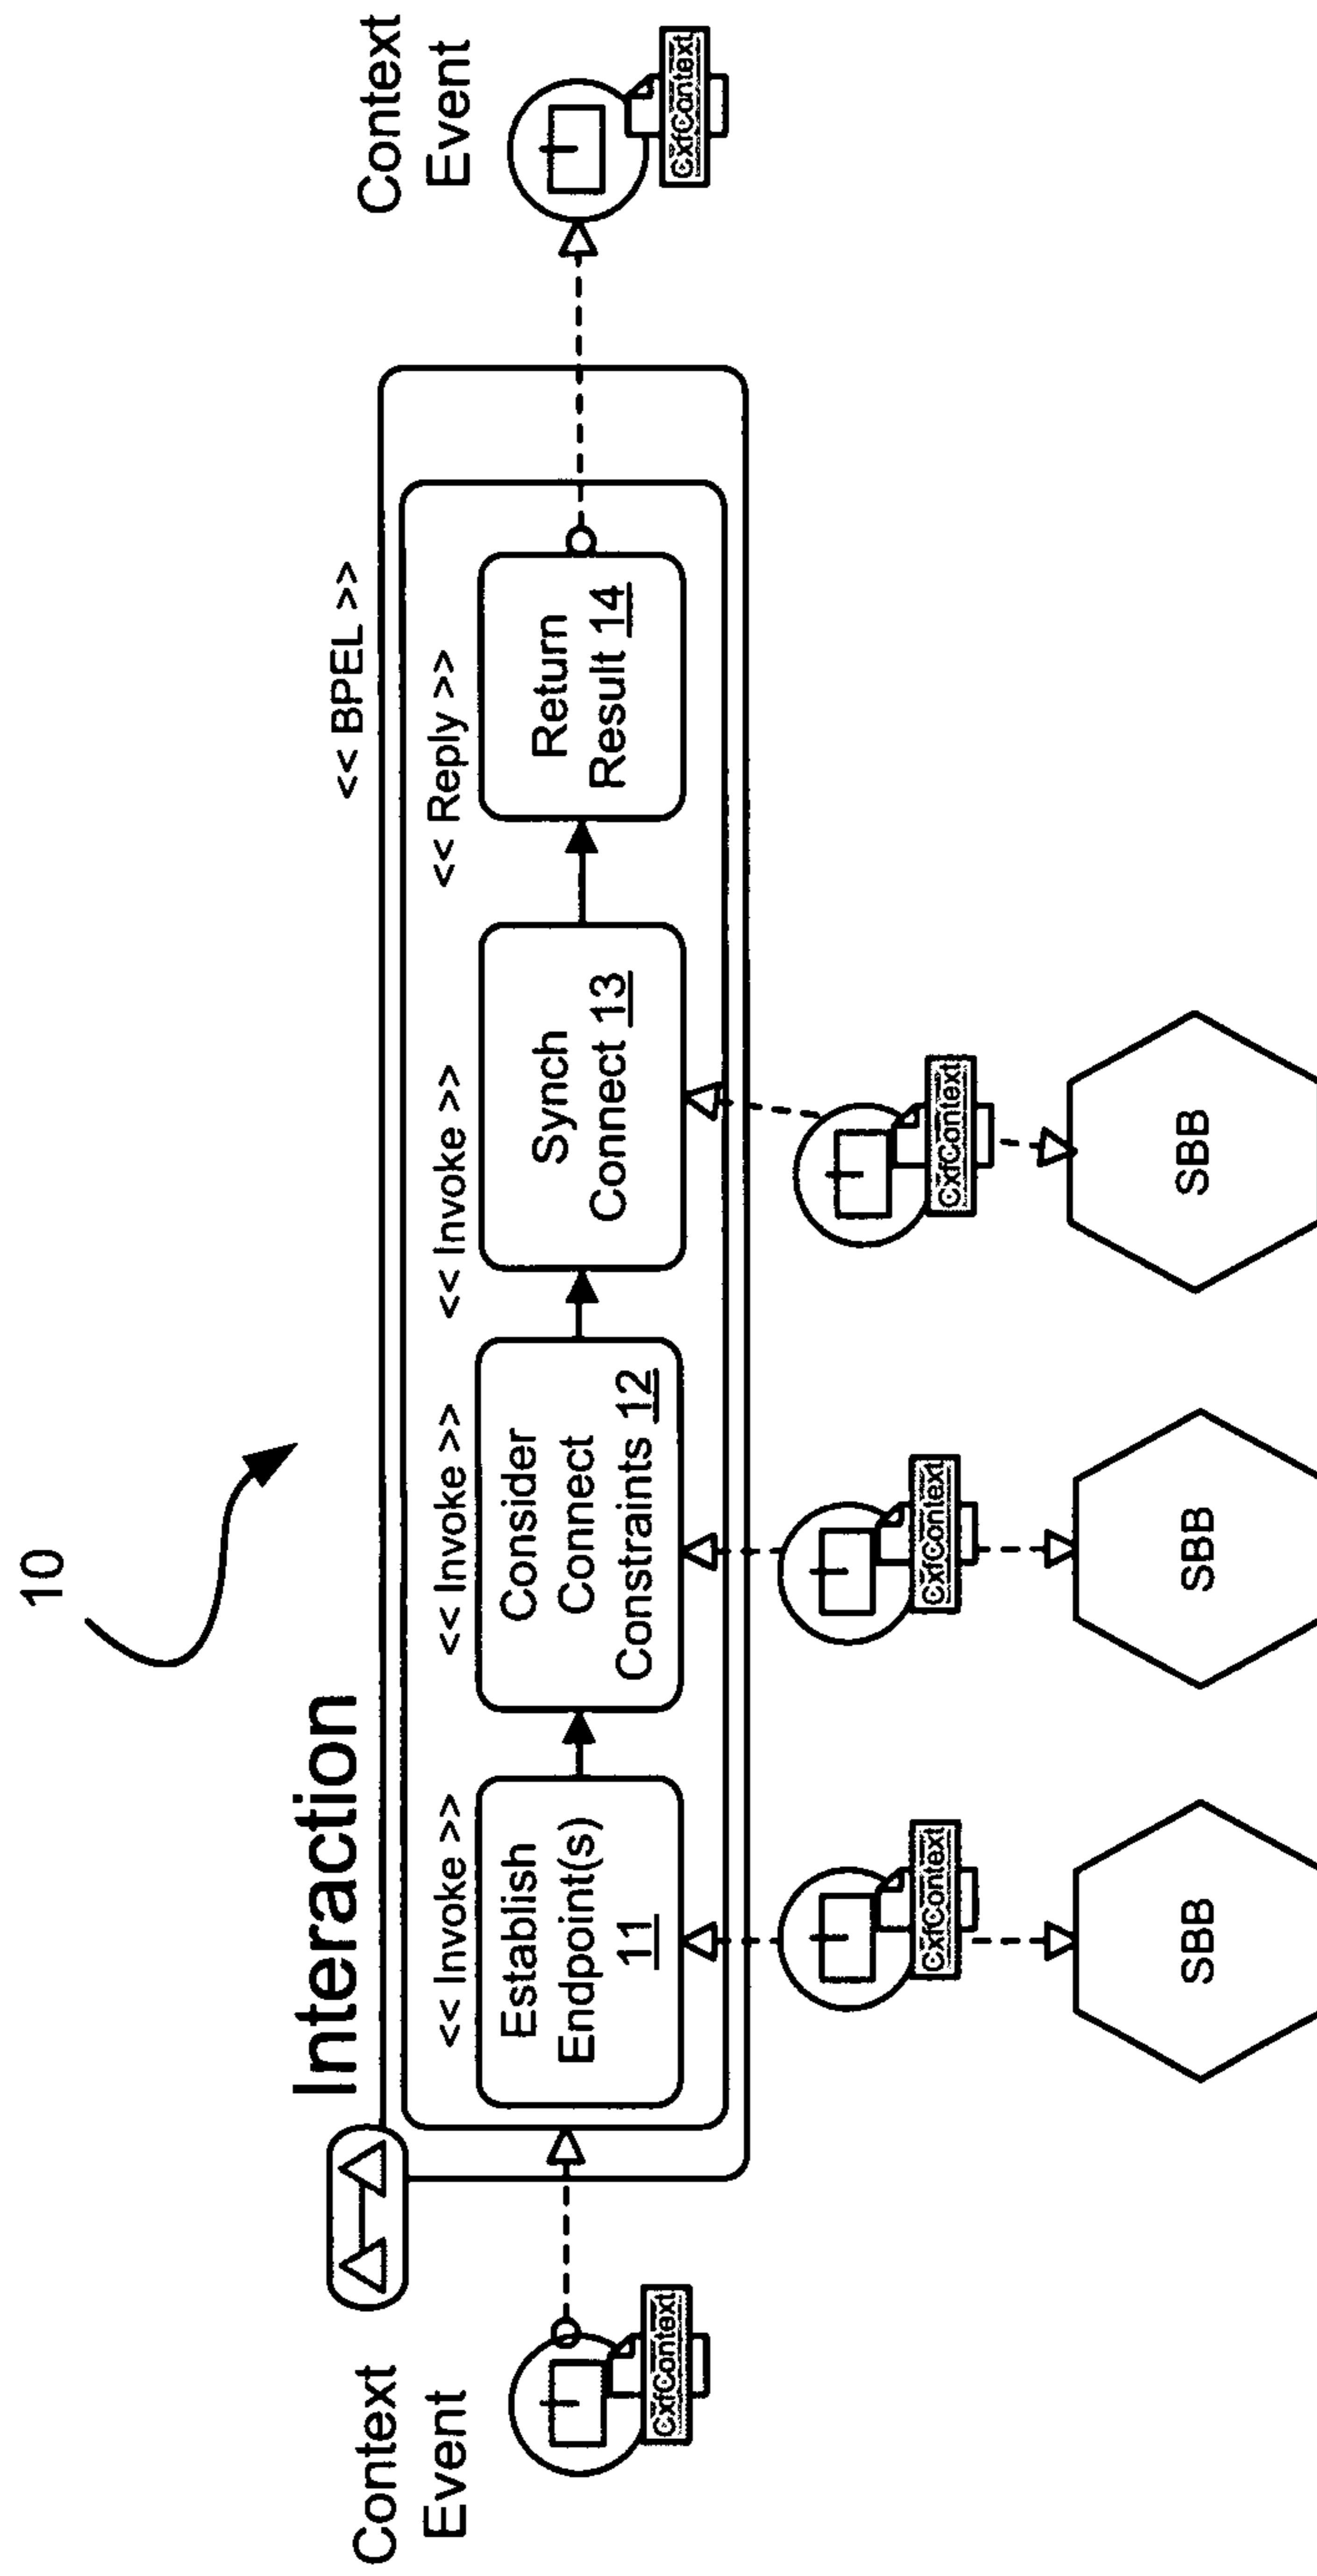 10
Interaction
<< BPEL >>
Context
Event
CxfContext
<< Invoke >>
Establish
Endpoint(s)
11
<< Invoke >>
Consider
Connect
Constraints 12
<< Invoke >>
Synch
Connect 13
<< Reply >>
Return
Result 14
Context
Event
CxfContext
CxfContext
CxfContext
CxfContext
SBB
SBB
SBB